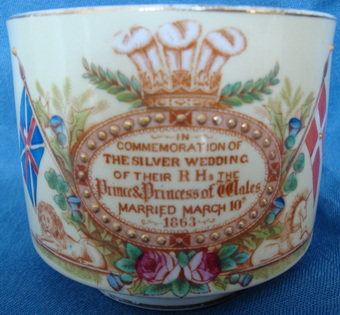 IN
COMMEMORATION OF
THE SILVER WEDDING
OF THEIR R Hs THE
Prince & Princess of Wales
MARRIED MARCH 10th
1863